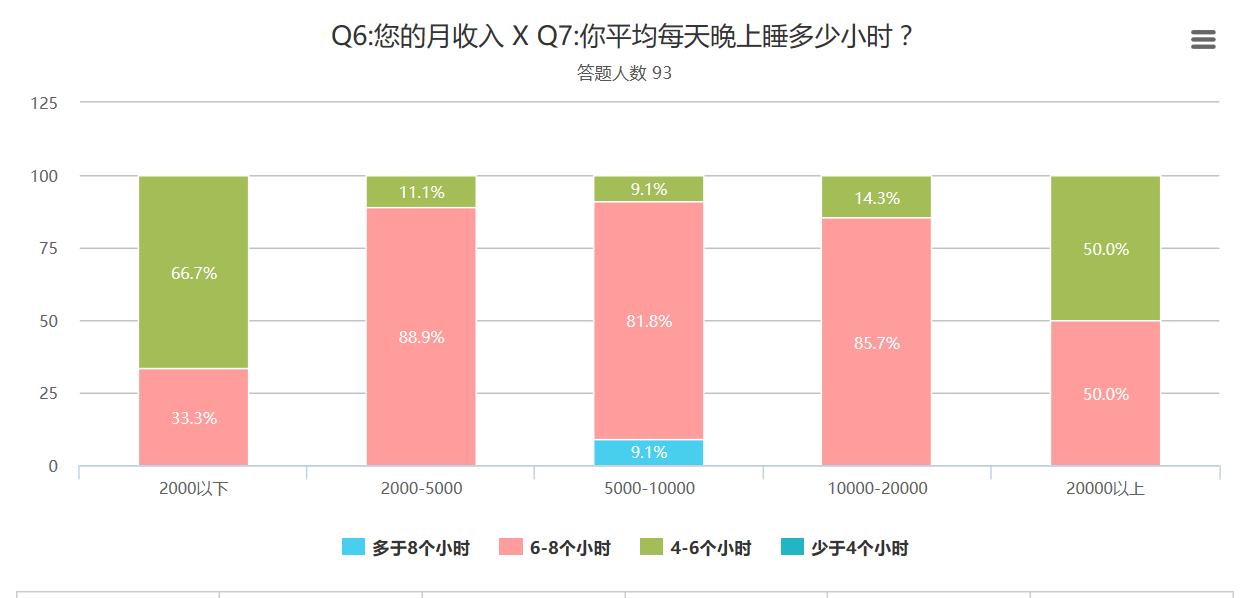 Q6:您的月收入 X Q7:你平均每天晚上睡多少小时？
答题人数 93
125
100
75
50
25
0
66.7%
33.3%
11.1%
88.9%
9.1%
81.8%
9.1%
14.3%
85.7%
50.0%
50.0%
2000以下
2000-5000
5000-10000
10000-20000
20000以上
多于8个小时
6-8个小时
4-6个小时
少于4个小时